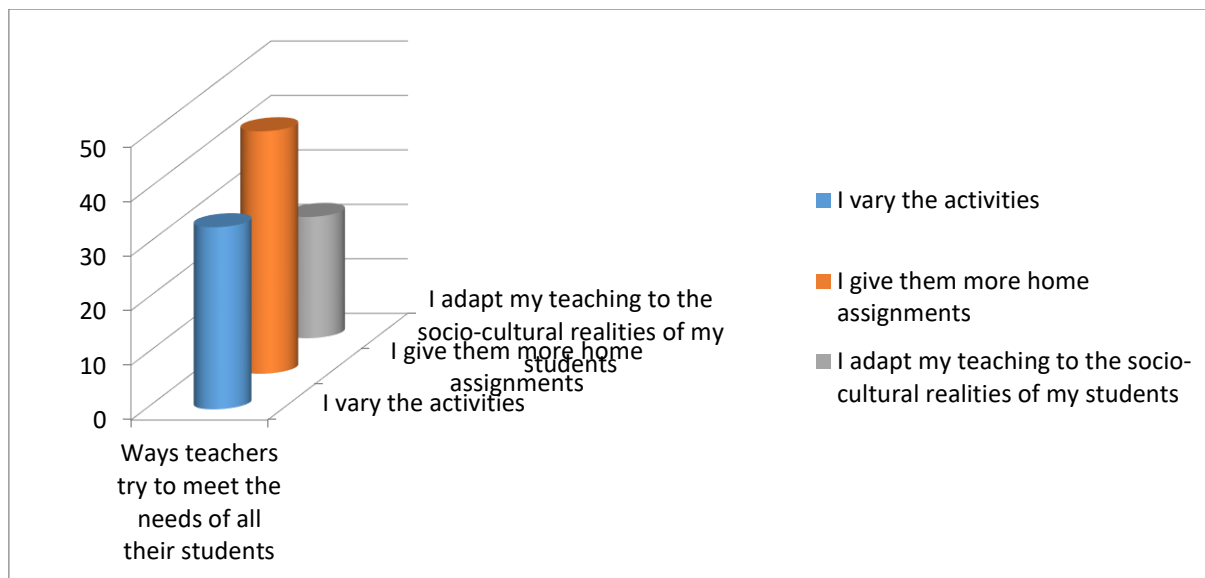 50
40
30
20
10
0
I adapt my teaching to the
socio-cultural realities of my
students
I give them more home
assignments
I vary the activities
Ways teachers
try to meet the
needs of all
their students
I vary the activities
I give them more home
assignments
I adapt my teaching to the socio-
cultural realities of my students